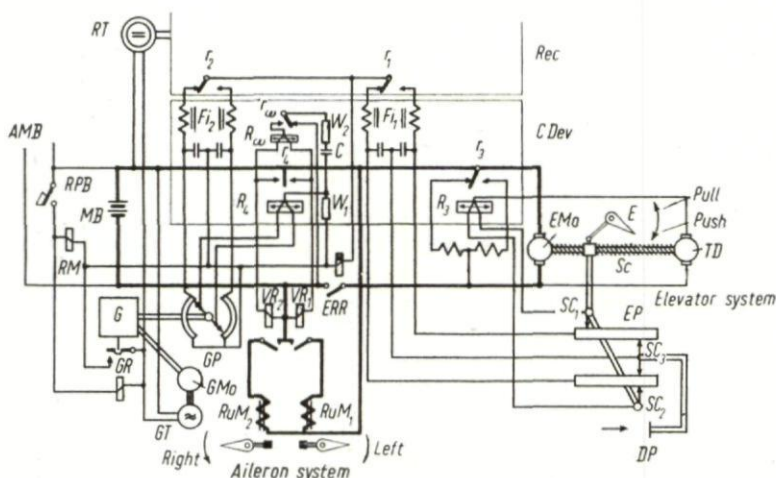 RT
r₂
r₁
Rec
Fi₂
Fi₁
r_ω
W₂
R_ω
C
C Dev
AMB
r₄
r₃
RPB
MB
R₄
W₁
R₃
E
Pull
Push
EMo
TD
RM
Sc
VR₂
VR₁
ERR
SC₁
Elevator system
G
GP
EP
SC₃
GR
GMo
SC₂
GT
RuM₂
RuM₁
DP
Right
Left
Aileron system